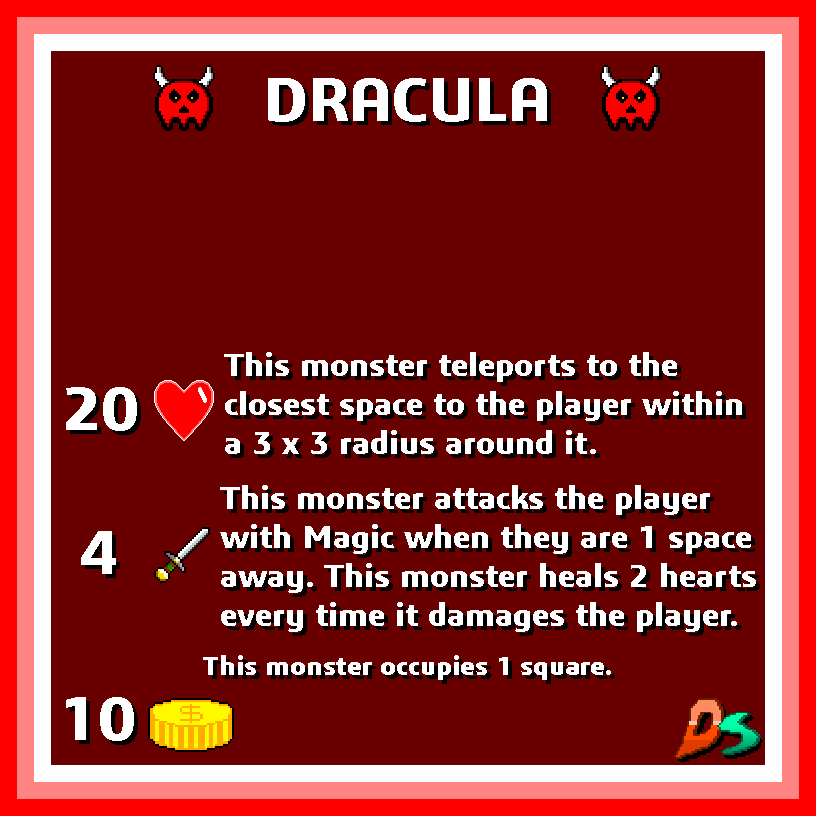 DRACULA
20
This monster teleports to the
closest space to the player within
a 3 x 3 radius around it.
4
This monster attacks the player
with Magic when they are 1 space
away. This monster heals 2 hearts
every time it damages the player.
This monster occupies 1 square.
10
$
DS